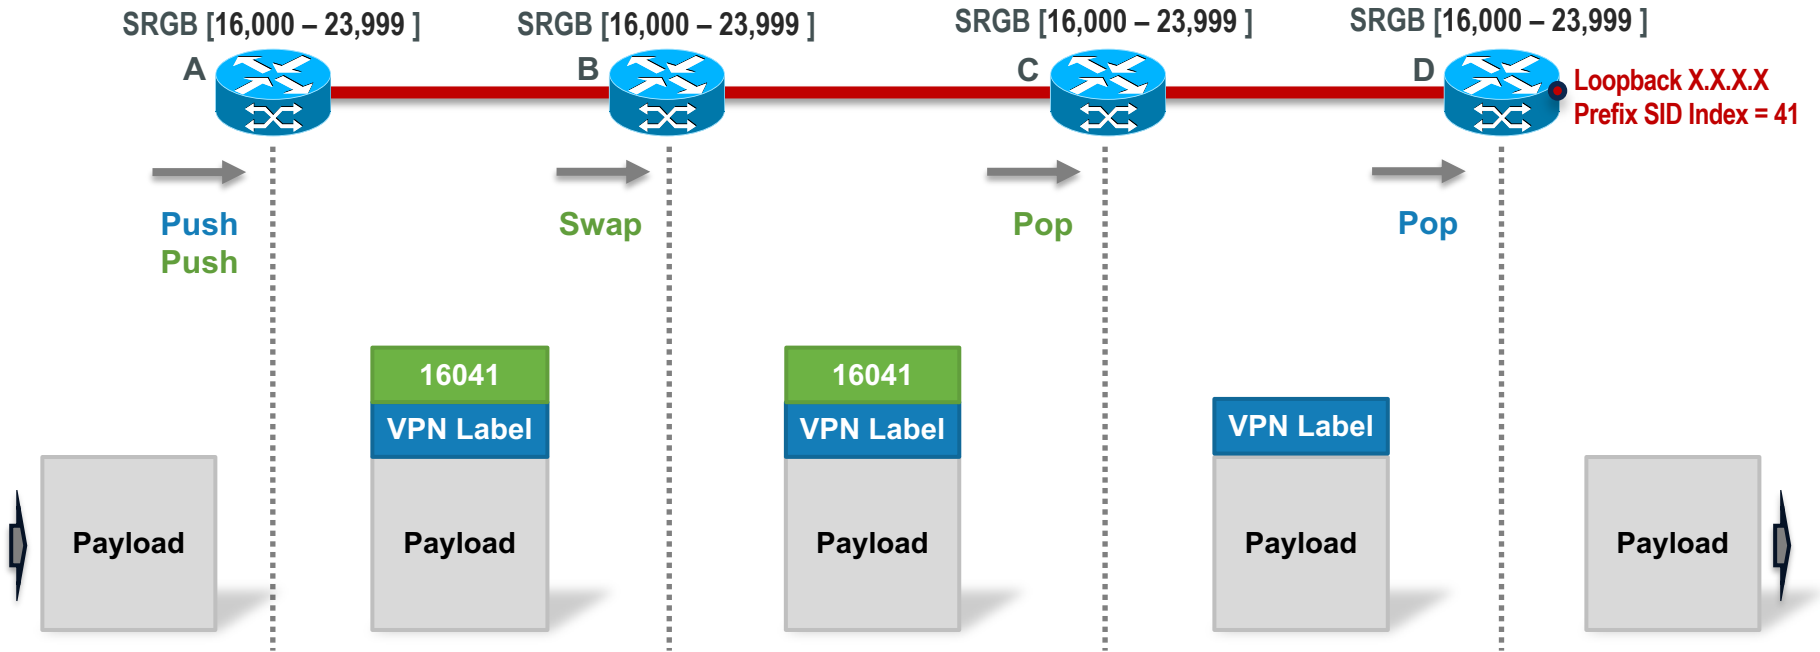 SRGB [16,000 – 23,999 ]
SRGB [16,000 – 23,999 ]
SRGB [16,000 – 23,999 ]
SRGB [16,000 – 23,999 ]
A
B
C
D
Loopback X.X.X.X
Prefix SID Index = 41
Push
Push
Swap
Pop
Pop
16041
VPN Label
16041
VPN Label
VPN Label
Payload
Payload
Payload
Payload
Payload